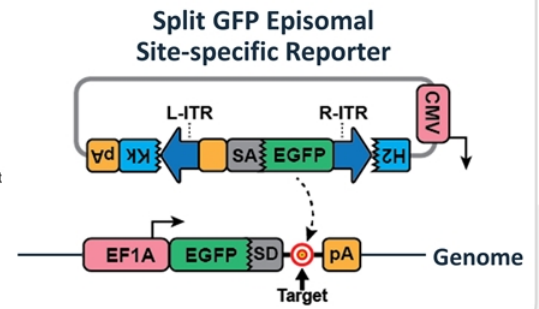 Split GFP Episomal
Site-specific Reporter
L-ITR
R-ITR
CMV
pA
Kk
SA
EGFP
H2
t
EF1A
EGFP
SD
pA
Genome
Target